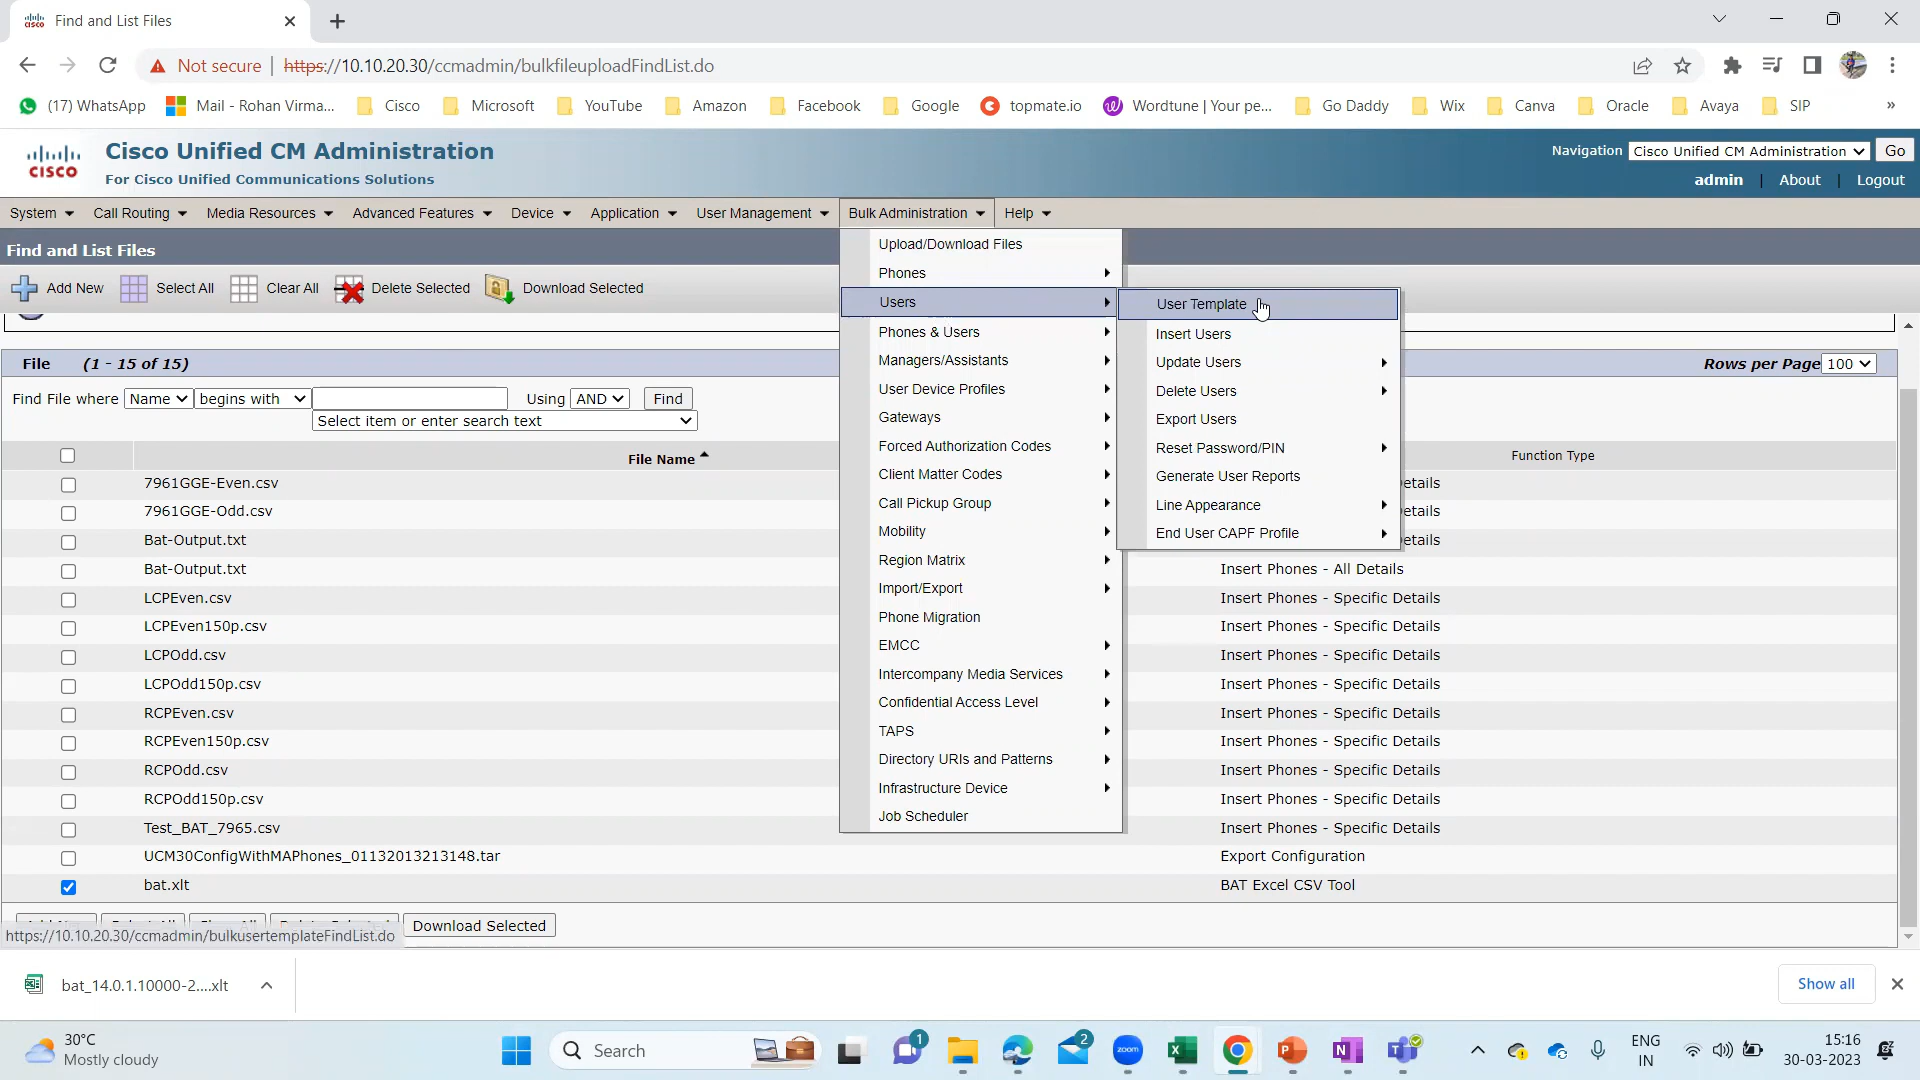 Find and List Files
Not secure | https://10.10.20.30/ccmadmin/bulkfileuploadFindList.do
(17) WhatsApp Mail - Rohan Virma... Cisco Microsoft YouTube Amazon Facebook Google topmate.io Wordtune | Your pe... Go Daddy Wix Canva Oracle Avaya SIP »
CISCO
Cisco Unified CM Administration
For Cisco Unified Communications Solutions
Navigation Cisco Unified CM Administration Go
admin | About | Logout
System Call Routing Media Resources Advanced Features Device Application User Management Bulk Administration Help
Find and List Files
Add New Select All Clear All Delete Selected Download Selected
Upload/Download Files
Phones
Users
Phones & Users
Managers/Assistants
User Device Profiles
Gateways
Forced Authorization Codes
Client Matter Codes
Call Pickup Group
Mobility
Region Matrix
Import/Export
Phone Migration
EMCC
Intercompany Media Services
Confidential Access Level
TAPS
Directory URIs and Patterns
Infrastructure Device
Job Scheduler
User Template
Insert Users
Update Users
Delete Users
Export Users
Reset Password/PIN
Generate User Reports
Line Appearance
End User CAPF Profile
File (1 - 15 of 15)
Rows per Page 100
Find File where Name begins with Using AND Find
Select item or enter search text
File Name Function Type
7961GGE-Even.csv etails
7961GGE-Odd.csv etails
Bat-Output.txt etails
Bat-Output.txt Insert Phones - All Details
LCPEven.csv Insert Phones - Specific Details
LCPEven150p.csv Insert Phones - Specific Details
LCPOdd.csv Insert Phones - Specific Details
LCPOdd150p.csv Insert Phones - Specific Details
RCPEven.csv Insert Phones - Specific Details
RCPEven150p.csv Insert Phones - Specific Details
RCPOdd.csv Insert Phones - Specific Details
RCPOdd150p.csv Insert Phones - Specific Details
Test_BAT_7965.csv Insert Phones - Specific Details
UCM30ConfigWithMAPhones_01132013213148.tar Export Configuration
bat.xlt BAT Excel CSV Tool
Download Selected
https://10.10.20.30/ccmadmin/bulkusertemplateFindList.do
bat_14.0.1.10000-2....xlt
Show all
30°C
Mostly cloudy
Search
1
2
zoom
ENG
IN
15:16
30-03-2023